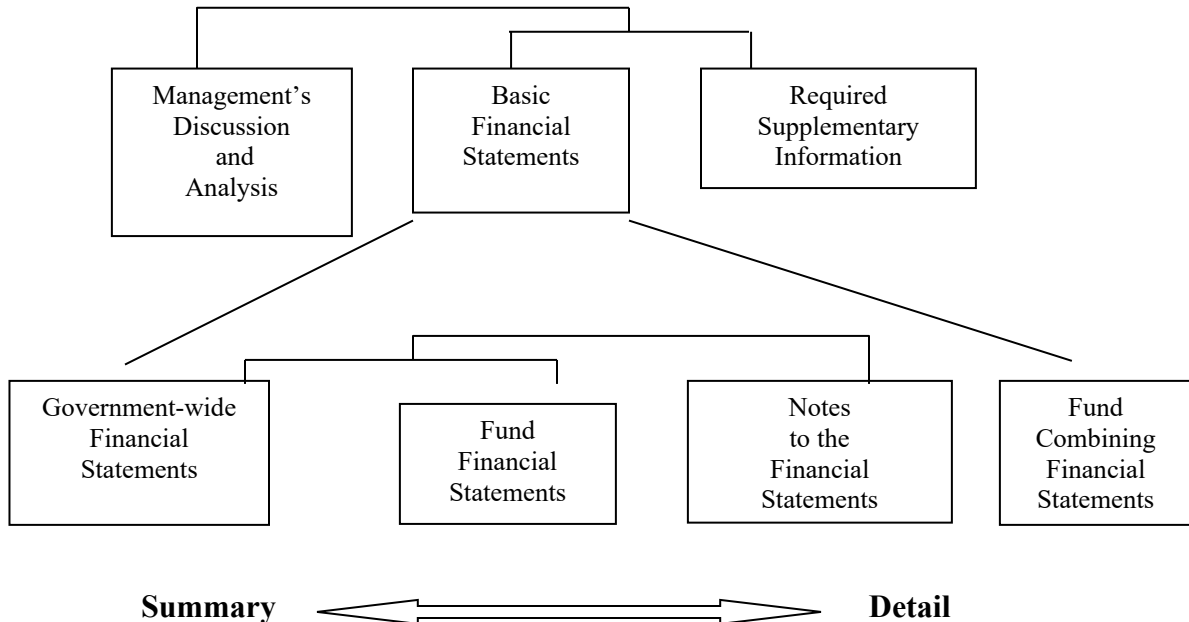 Management’s
Discussion
and
Analysis
Basic
Financial
Statements
Required
Supplementary
Information
Government-wide
Financial
Statements
Fund
Financial
Statements
Notes
to the
Financial
Statements
Fund
Combining
Financial
Statements
Summary
Detail